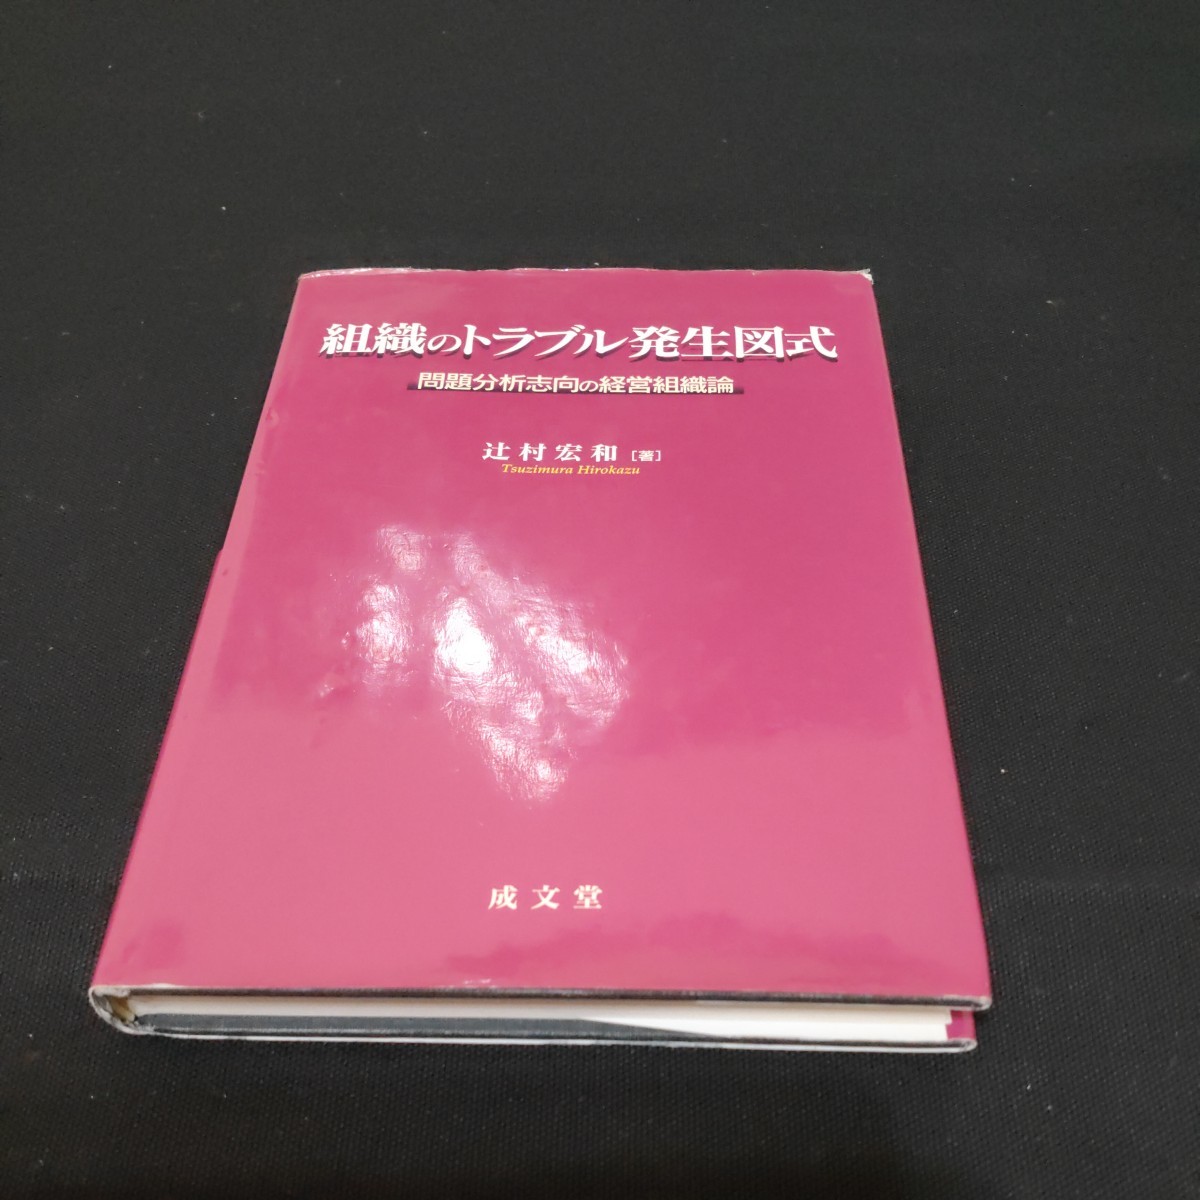 組織のトラブル発生図式
問題分析志向の経営組織論
辻村宏和[著]
Tsuzimura Hirokazu
成文堂